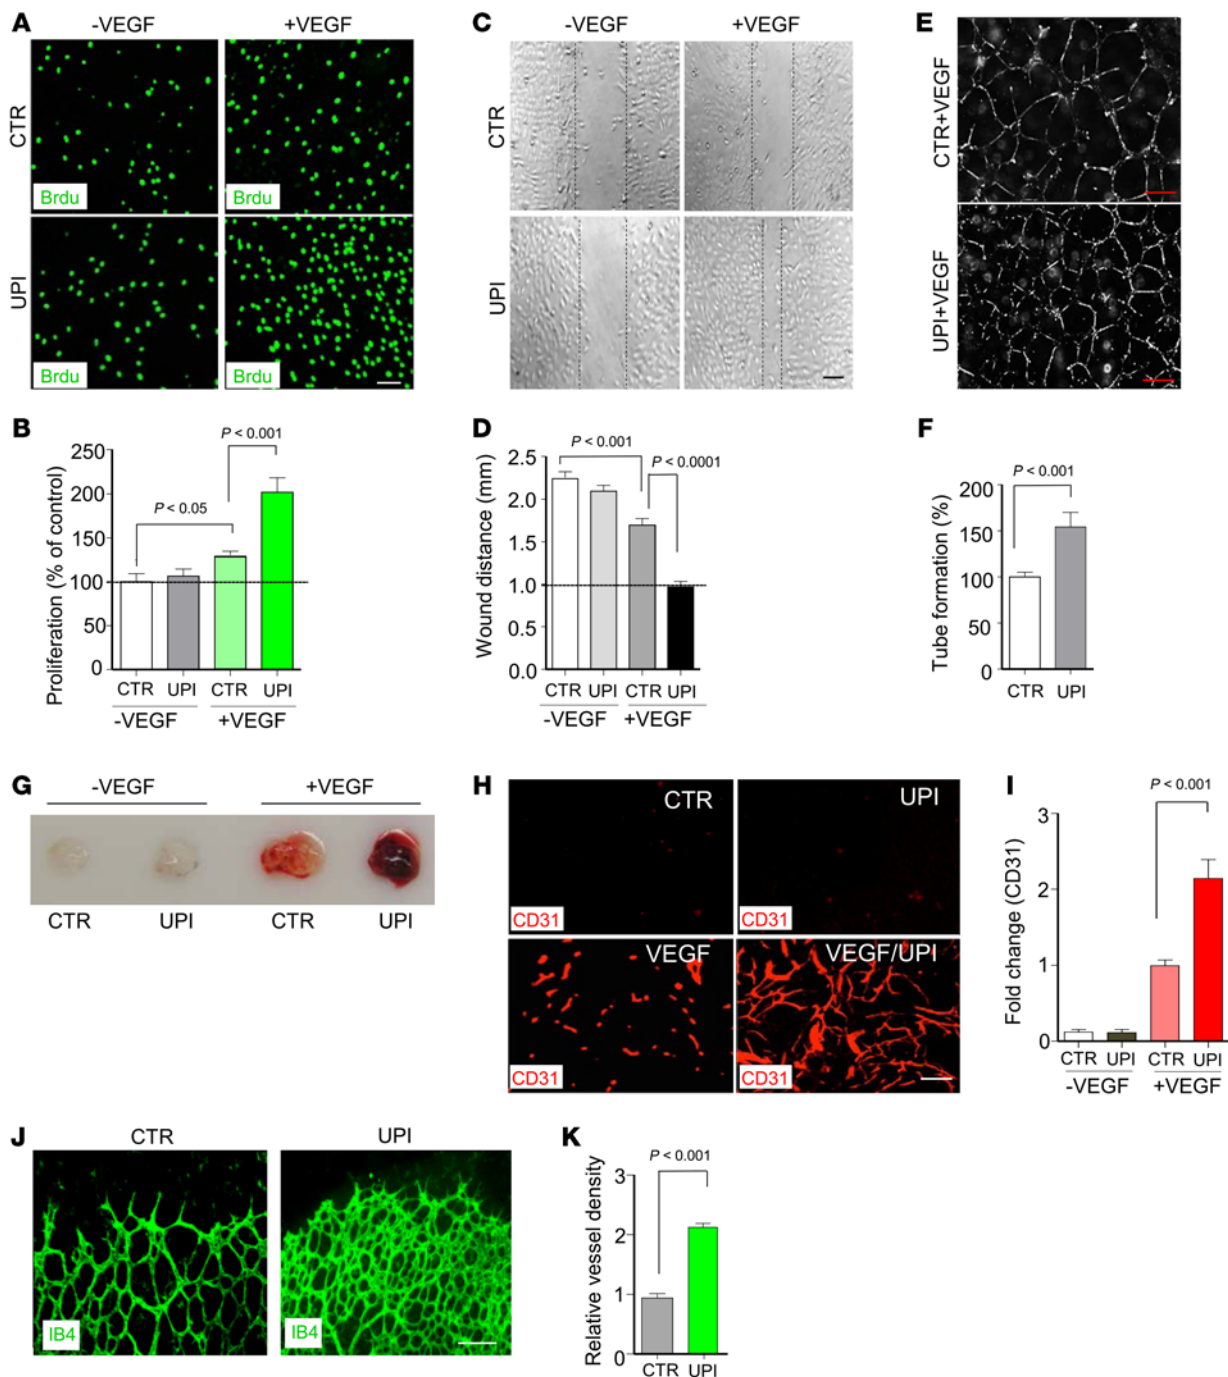 A
-VEGF
+VEGF
CTR
Brdu
Brdu
UPI
Brdu
Brdu
B
Proliferation (% of control)
250
200
150
100
50
0
P < 0.05
P < 0.001
CTR UPI CTR UPI
-VEGF +VEGF
C
-VEGF
+VEGF
CTR
UPI
D
Wound distance (mm)
2.5
2.0
1.5
1.0
0.5
0.0
P < 0.001
P < 0.0001
CTR UPI CTR UPI
-VEGF +VEGF
E
CTR+VEGF
UPI+VEGF
F
Tube formation (%)
200
150
100
50
0
P < 0.001
CTR UPI
G
-VEGF
+VEGF
CTR UPI CTR UPI
H
CTR
CD31
UPI
CD31
VEGF
CD31
VEGF/UPI
CD31
I
Fold change (CD31)
3
2
1
0
P < 0.001
CTR UPI CTR UPI
-VEGF +VEGF
J
CTR
UPI
IB4
IB4
K
Relative vessel density
3
2
1
0
P < 0.001
CTR UPI